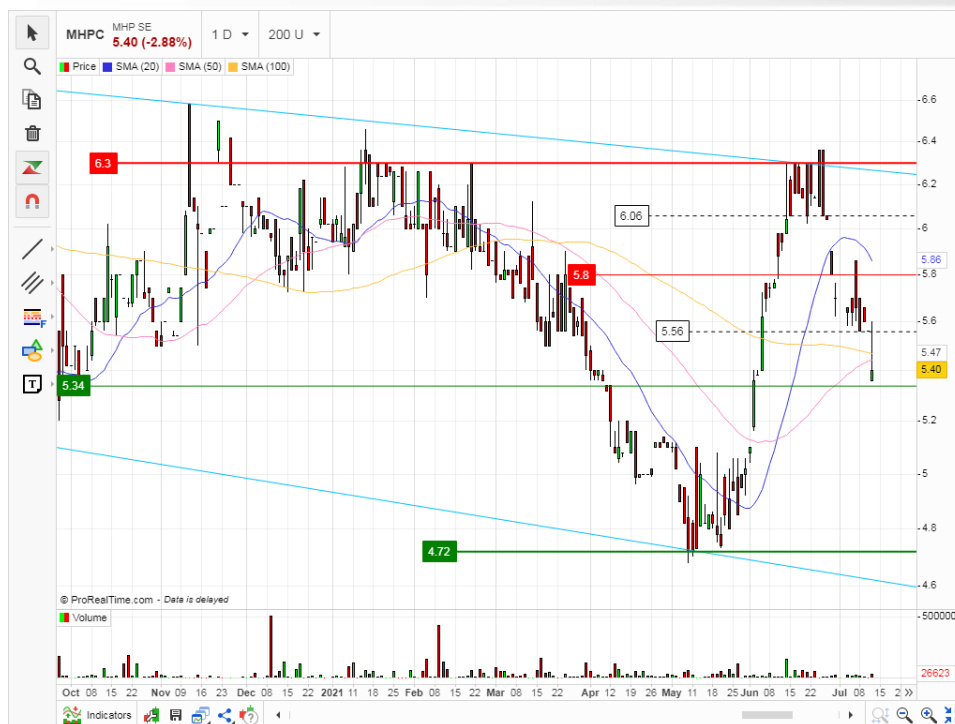 MHPC MHP SE 5.40 (-2.88%) 1 D 200 U
Price SMA (20) SMA (50) SMA (100)
6.6
6.4
6.3
6.2
6.06
6
5.86
5.8
5.8
5.6
5.56
5.47
5.40
5.34
5.2
5
4.8
4.72
4.6
© ProRealTime.com - Data is delayed
Volume
500000
26623
Oct 08 15 22 Nov 09 16 23 Dec 08 15 22 2021 11 18 25 Feb 08 15 22 Mar 08 15 22 Apr 12 19 26 May 11 18 25 Jun 08 15 22 Jul 08 15 2
F
T
Indicators